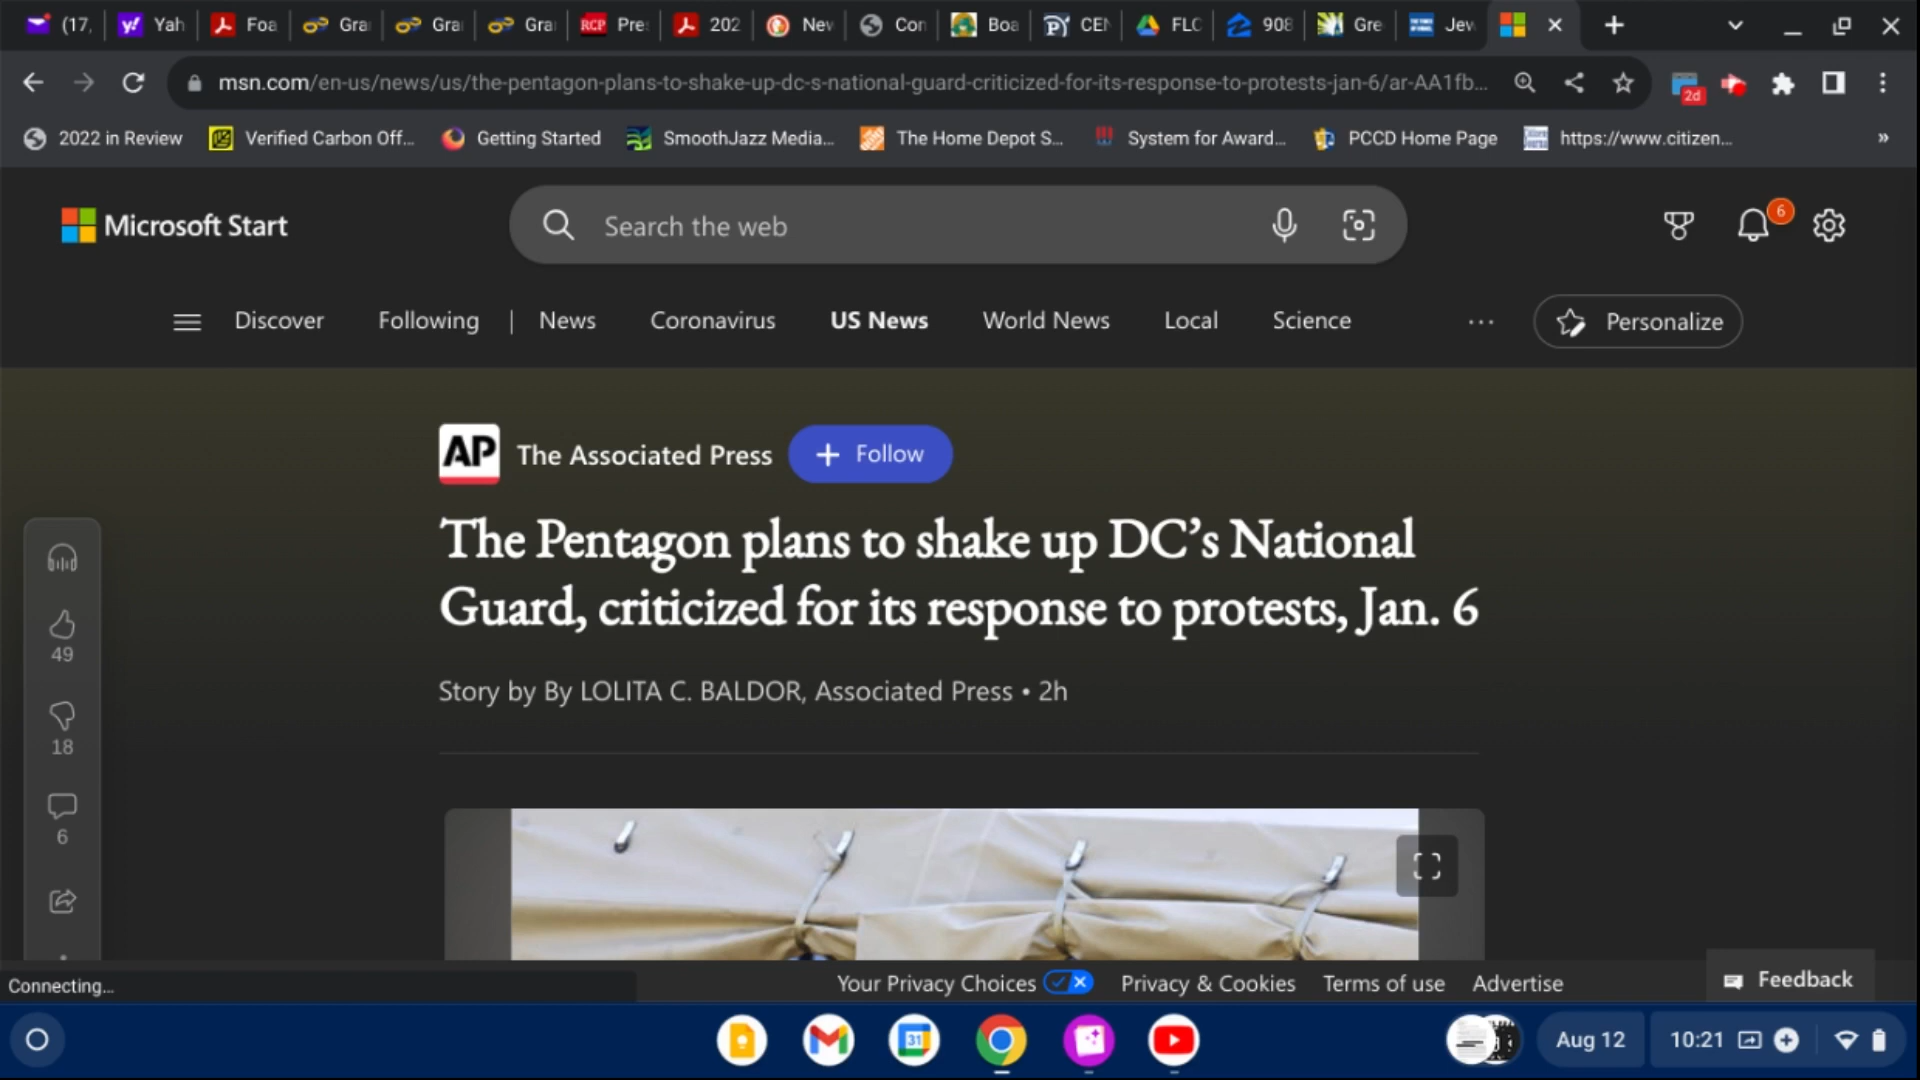 (17, Yah Foa Gra Gra Gra RCP Pre 202 Nev Con Boa CEN FLC 908 Gre Jew
msn.com/en-us/news/us/the-pentagon-plans-to-shake-up-dc-s-national-guard-criticized-for-its-response-to-protests-jan-6/ar-AA1fb... 2d
2022 in Review Verified Carbon Off... Getting Started SmoothJazz Media... The Home Depot S... System for Award... PCCD Home Page https://www.citizen... »
Microsoft Start Search the web 6
Discover Following | News Coronavirus US News World News Local Science ... Personalize
AP The Associated Press + Follow
The Pentagon plans to shake up DC’s National
Guard, criticized for its response to protests, Jan. 6
Story by By LOLITA C. BALDOR, Associated Press • 2h
49
18
6
Connecting... Your Privacy Choices Privacy & Cookies Terms of use Advertise Feedback
31 Aug 12 10:21